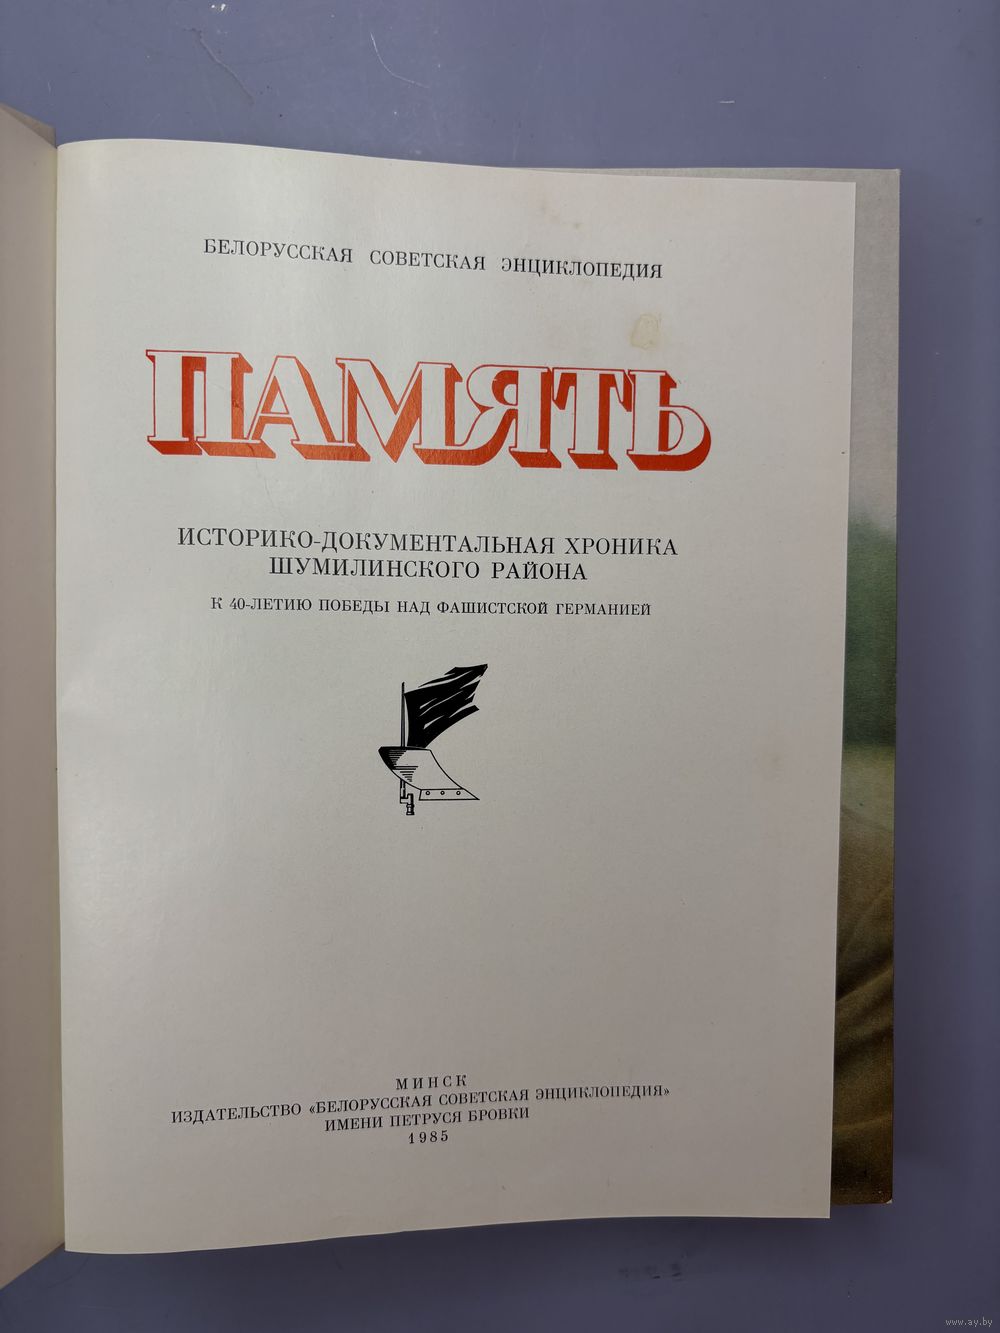 БЕЛОРУССКАЯ СОВЕТСКАЯ ЭНЦИКЛОПЕДИЯ
ПАМЯТЬ
ИСТОРИКО-ДОКУМЕНТАЛЬНАЯ ХРОНИКА
ШУМИЛИНСКОГО РАЙОНА
К 40-ЛЕТИЮ ПОБЕДЫ НАД ФАШИСТСКОЙ ГЕРМАНИЕЙ
МИНСК
ИЗДАТЕЛЬСТВО «БЕЛОРУССКАЯ СОВЕТСКАЯ ЭНЦИКЛОПЕДИЯ»
ИМЕНИ ПЕТРУСЯ БРОВКИ
1985
www.ay.by